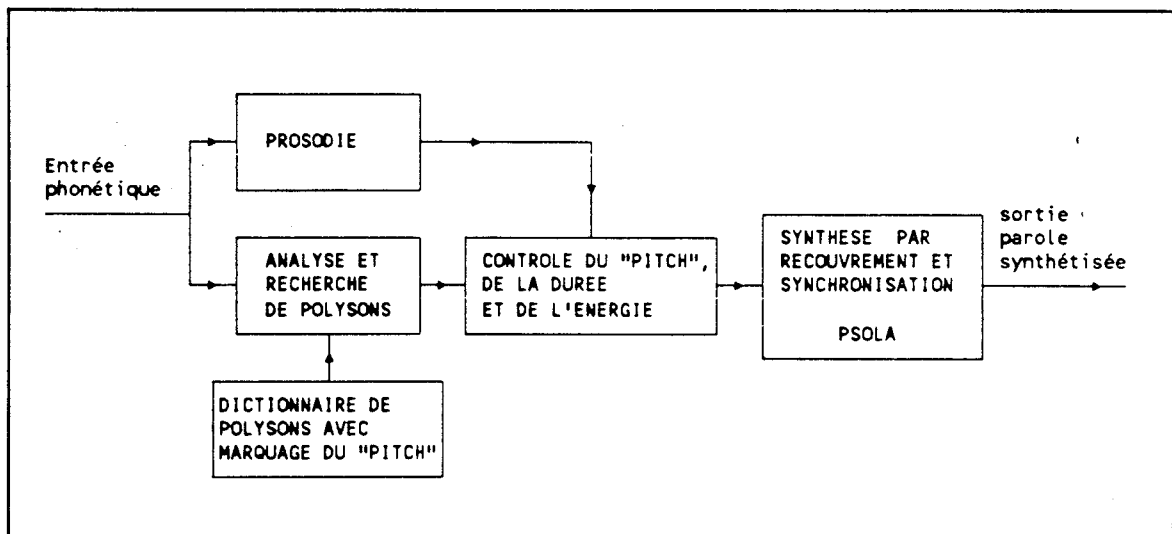 PROSODIE
Entrée
phonétique
ANALYSE ET
RECHERCHE
DE POLYSONS
CONTROLE DU "PITCH",
DE LA DUREE
ET DE L'ENERGIE
SYNTHESE PAR
RECOUVREMENT ET
SYNCHRONISATION
PSOLA
sortie
parole
synthétisée
DICTIONNAIRE DE
POLYSONS AVEC
MARQUAGE DU "PITCH"